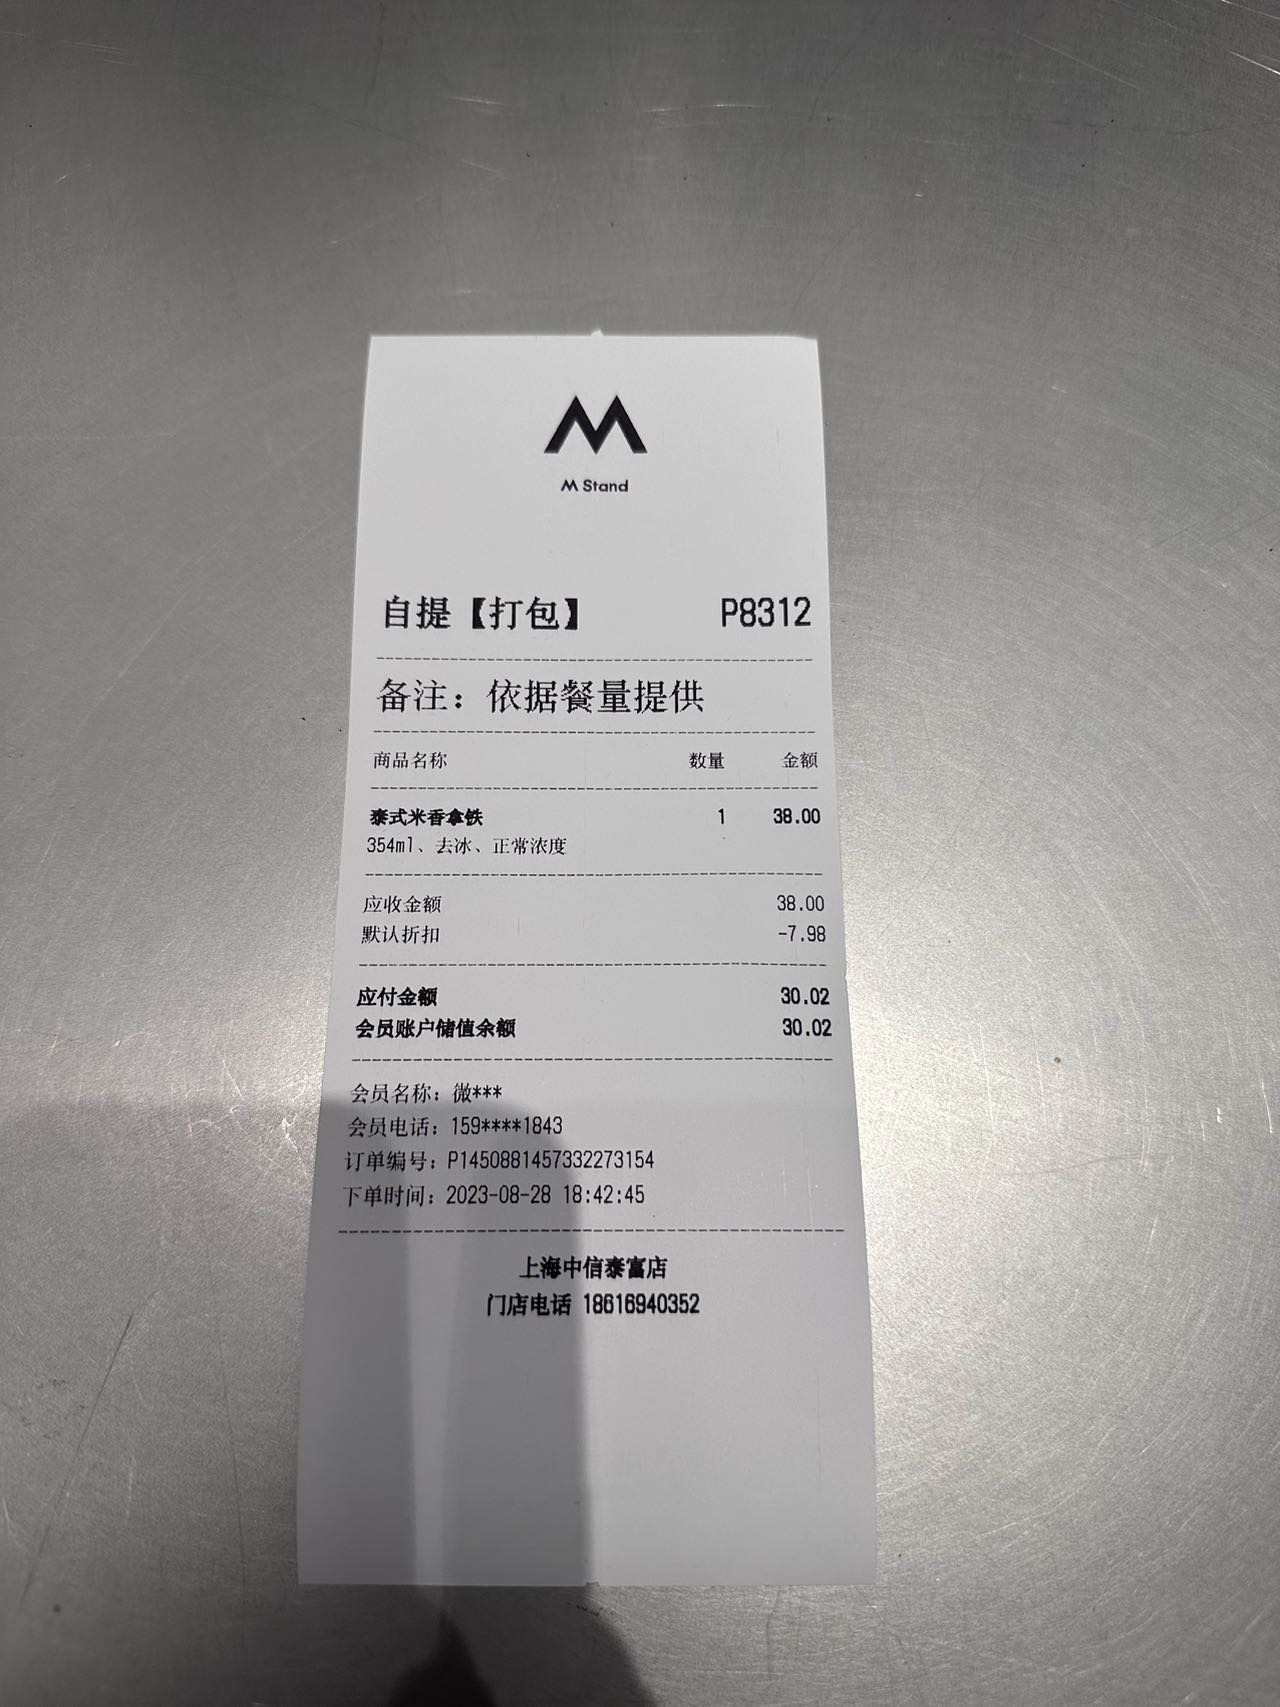 M Stand
自提【打包】 P8312
备注：依据餐量提供
商品名称 数量 金额
泰式米香拿铁 1 38.00
354ml、去冰、正常浓度
应收金额 38.00
默认折扣 -7.98
应付金额 30.02
会员账户储值余额 30.02
会员名称：微***
会员电话：159****1843
订单编号：P1450881457332273154
下单时间：2023-08-28 18:42:45
上海中信泰富店
门店电话 18616940352